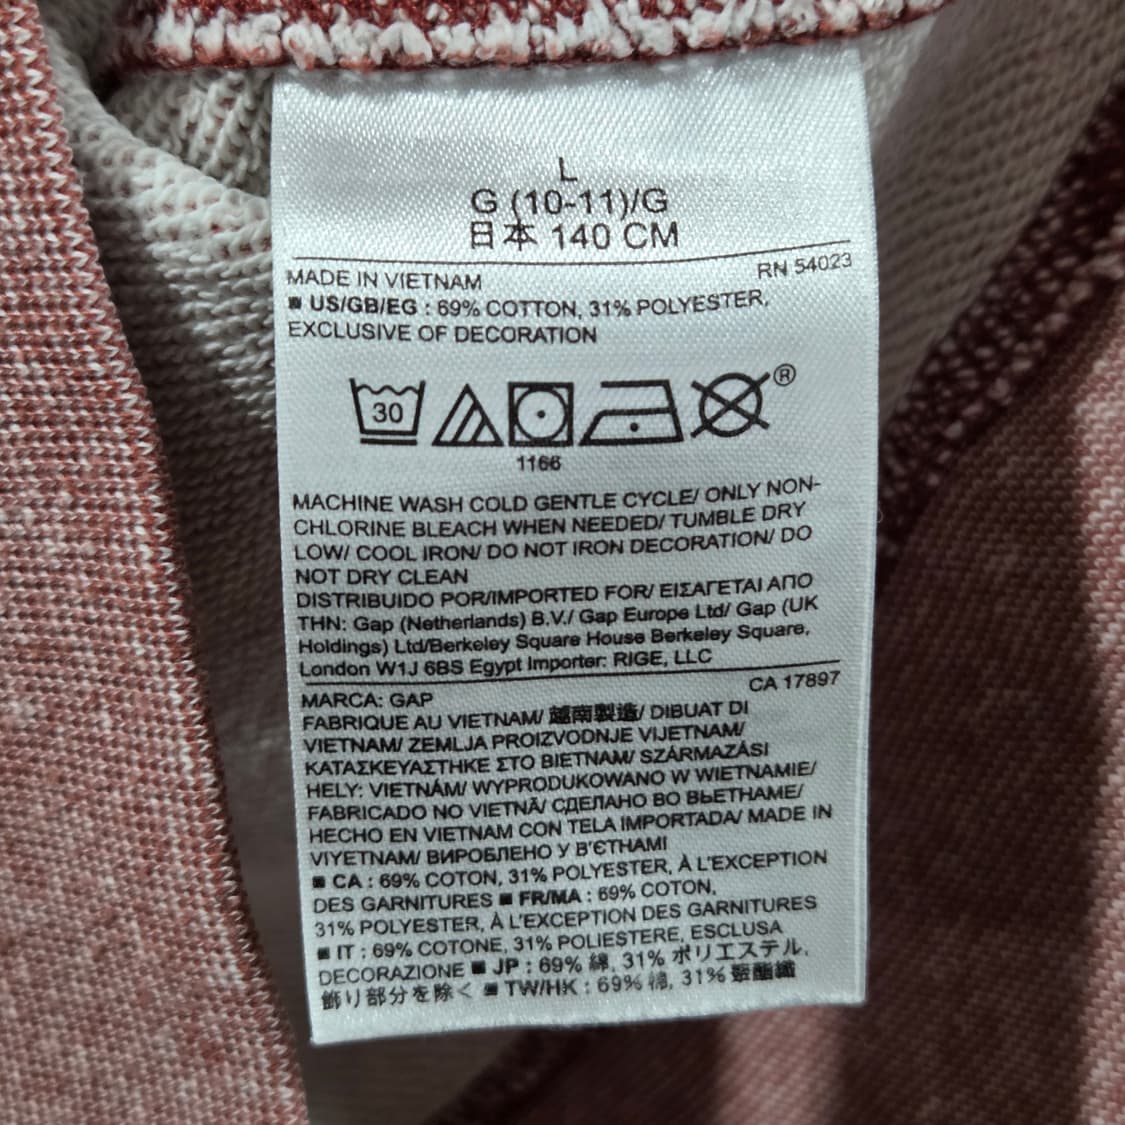 L
G (10-11)/G
日本 140 CM
MADE IN VIETNAM RN 54023
■ US/GB/EG : 69% COTTON, 31% POLYESTER,
EXCLUSIVE OF DECORATION
30 ®
1166
MACHINE WASH COLD GENTLE CYCLE/ ONLY NON-
CHLORINE BLEACH WHEN NEEDED/ TUMBLE DRY
LOW/ COOL IRON/ DO NOT IRON DECORATION/ DO
NOT DRY CLEAN
DISTRIBUIDO POR/IMPORTED FOR/ ΕΙΣΑΓΕΤΑΙ ΑΠΟ
THN: Gap (Netherlands) B.V./ Gap Europe Ltd/ Gap (UK
Holdings) Ltd/Berkeley Square House Berkeley Square,
London W1J 6BS Egypt Importer: RIGE, LLC
MARCA: GAP CA 17897
FABRIQUE AU VIETNAM/ 越南製造/ DIBUAT DI
VIETNAM/ ZEMLJA PROIZVODNJE VIJETNAM/
ΚΑΤΑΣΚΕΥΑΣΤΗΚΕ ΣΤΟ ΒΙΕΤΝΑΜ/ SZÁRMAZÁSI
HELY: VIETNÁM/ WYPRODUKOWANO W WIETNAMIE/
FABRICADO NO VIETNÃ/ СДЕЛАНО ВО ВЬЕТНАМЕ/
HECHO EN VIETNAM CON TELA IMPORTADA/ MADE IN
VIYETNAM/ ВИРОБЛЕНО У В'ЄТНАМІ
■ CA : 69% COTON, 31% POLYESTER, À L'EXCEPTION
DES GARNITURES ■ FR/MA : 69% COTON,
31% POLYESTER, À L'EXCEPTION DES GARNITURES
■ IT : 69% COTONE, 31% POLIESTERE, ESCLUSA
DECORAZIONE ■ JP : 69% 綿, 31% ポリエステル,
飾り部分を除く ■ TW/HK : 69% 棉, 31% 聚酯纖